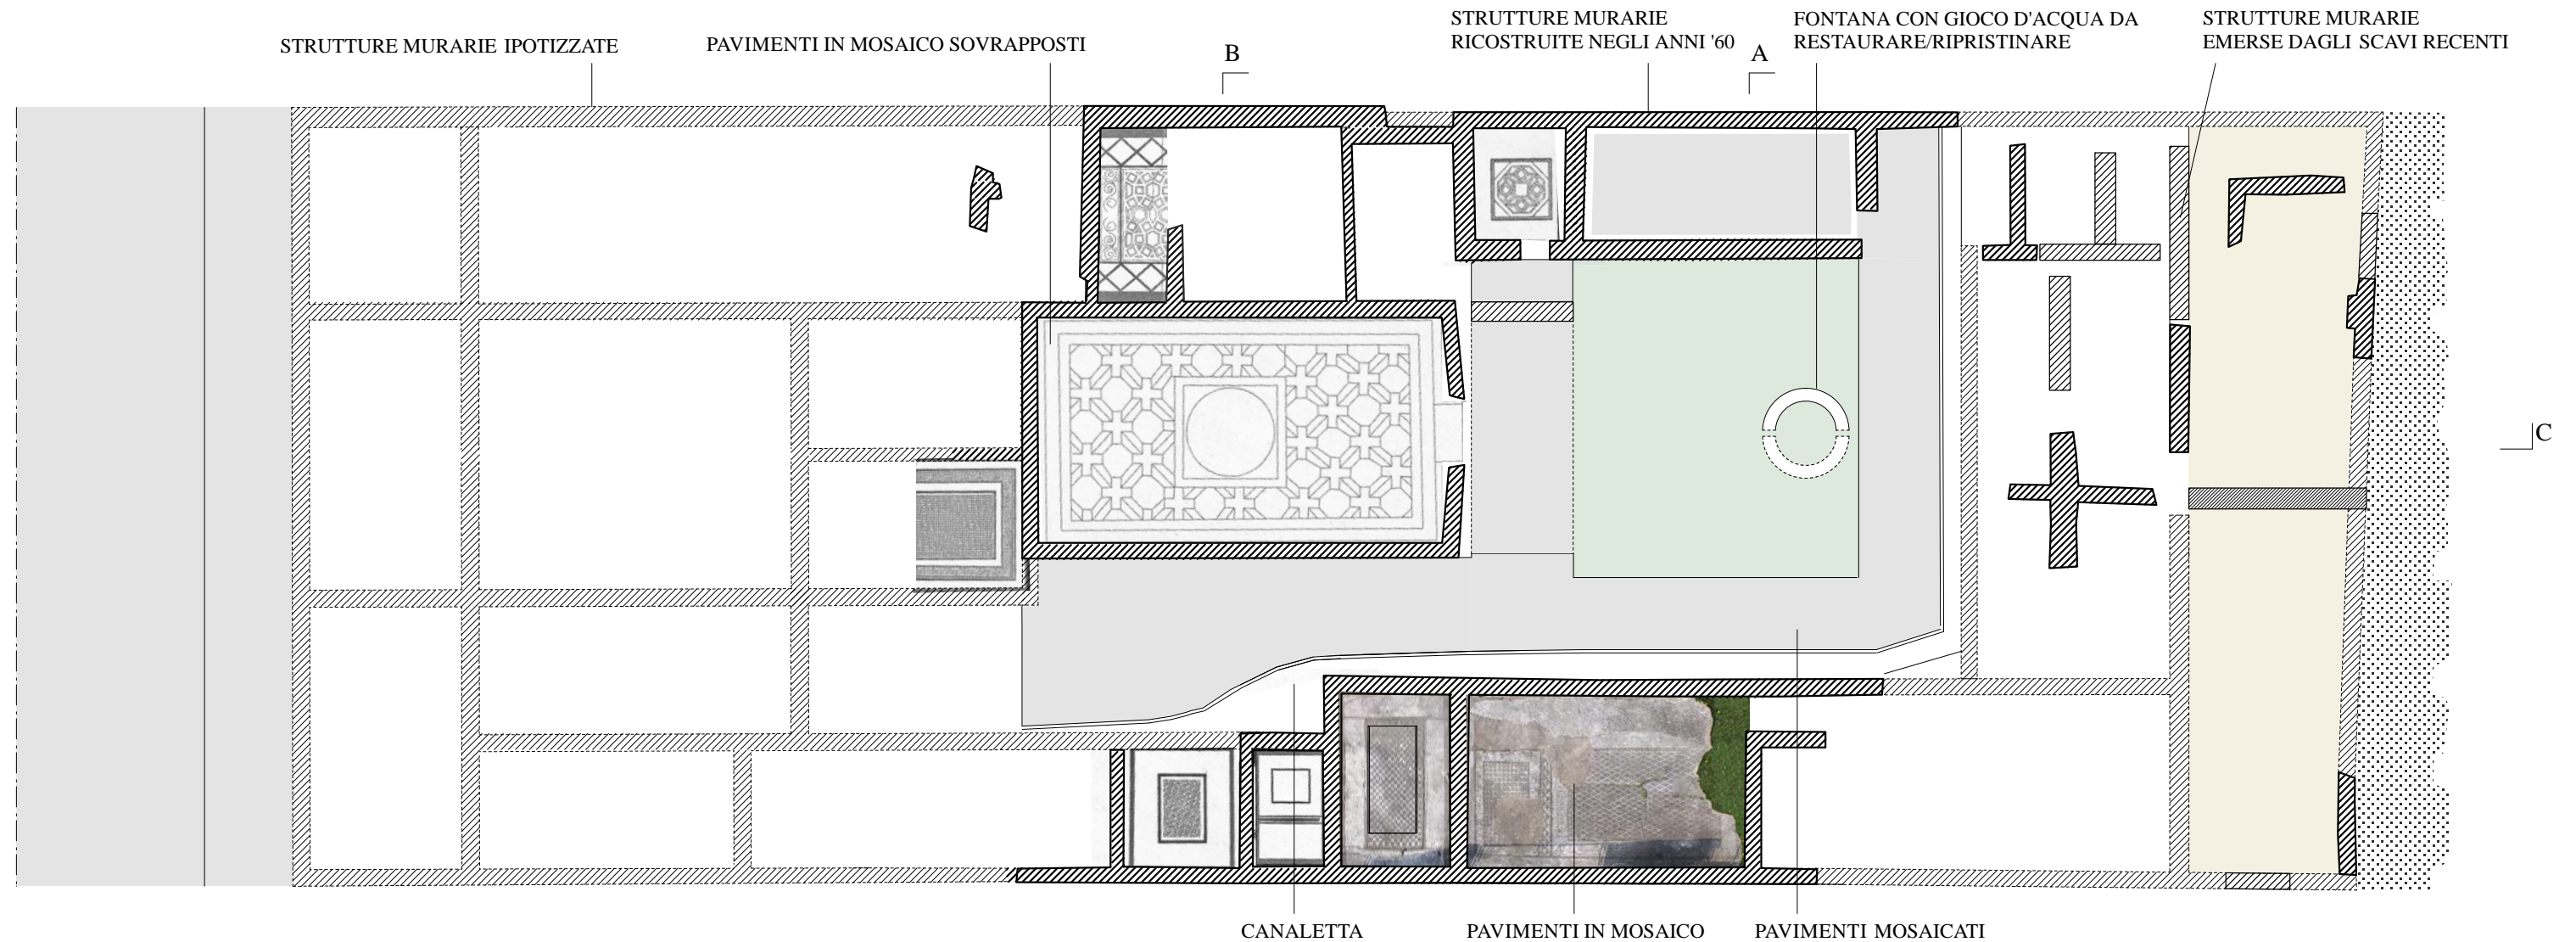 STRUTTURE MURARIE IPOTIZZATE
PAVIMENTI IN MOSAICO SOVRAPPOSTI
B
STRUTTURE MURARIE
RICOSTRUITE NEGLI ANNI '60
A
FONTANA CON GIOCO D'ACQUA DA
RESTAURARE/RIPRISTINARE
STRUTTURE MURARIE
EMERSE DAGLI SCAVI RECENTI
C
CANALETTA
PAVIMENTI IN MOSAICO
PAVIMENTI MOSAICATI